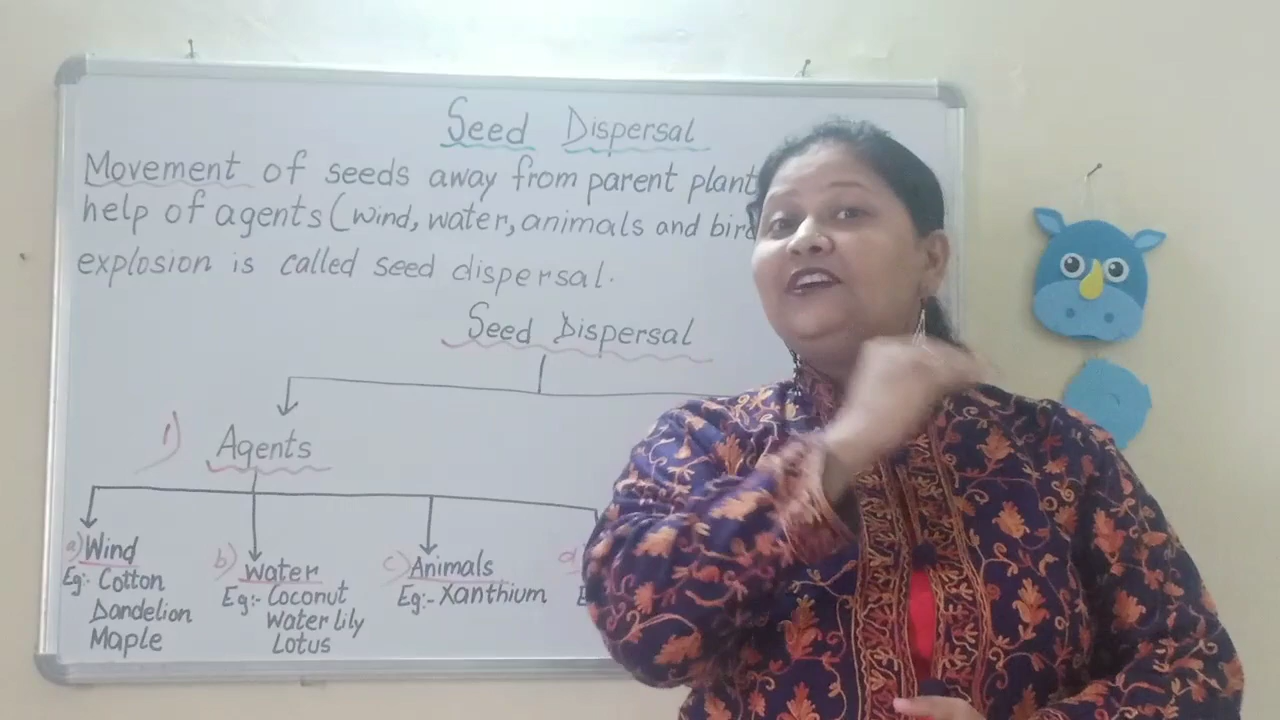 Seed Dispersal
Movement of seeds away from parent plant
help of agents (wind, water, animals and bird
explosion is called seed dispersal.
Seed Dispersal
1) Agents
a) Wind
Eg:- Cotton
Dandelion
Maple
b) Water
Eg:- Coconut
Water lily
Lotus
c) Animals
Eg:- Xanthium
d
E